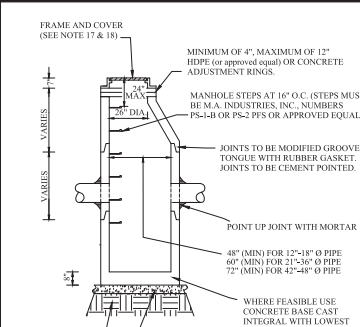 FRAME AND COVER
(SEE NOTE 17 & 18)
MINIMUM OF 4", MAXIMUM OF 12"
HDPE (or approved equal) OR CONCRETE
ADJUSTMENT RINGS.
7"
24"
MAX
26" DIA.
MANHOLE STEPS AT 16" O.C. (STEPS MUS
BE M.A. INDUSTRIES, INC., NUMBERS
PS-1-B OR PS-2 PFS OR APPROVED EQUAL
VARIES
JOINTS TO BE MODIFIED GROOVE
TONGUE WITH RUBBER GASKET.
JOINTS TO BE CEMENT POINTED.
VARIES
POINT UP JOINT WITH MORTAR
48" (MIN) FOR 12"-18" Ø PIPE
60" (MIN) FOR 21"-36" Ø PIPE
72" (MIN) FOR 42"-48" Ø PIPE
8"
WHERE FEASIBLE USE
CONCRETE BASE CAST
INTEGRAL WITH LOWEST